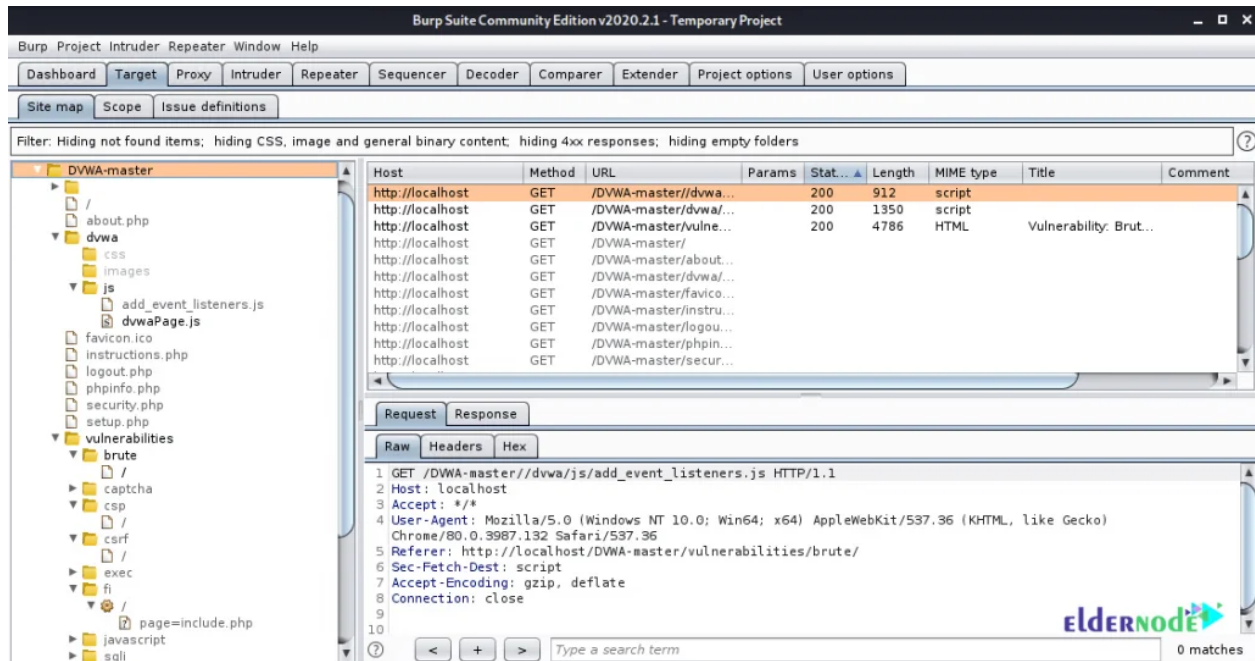 Burp Suite Community Edition v2020.2.1 - Temporary Project
Burp Project Intruder Repeater Window Help
Dashboard Target Proxy Intruder Repeater Sequencer Decoder Comparer Extender Project options User options
Site map Scope Issue definitions
Filter: Hiding not found items; hiding CSS, image and general binary content; hiding 4xx responses; hiding empty folders
?
DVWA-master
/
about.php
dvwa
css
images
js
add_event_listeners.js
dvwaPage.js
favicon.ico
instructions.php
logout.php
phpinfo.php
security.php
setup.php
vulnerabilities
brute
/
captcha
csp
/
csrf
/
exec
fi
/
page=include.php
javascript
sqli
Host Method URL Params Stat... Length MIME type Title Comment
http://localhost GET /DVWA-master//dvwa... 200 912 script
http://localhost GET /DVWA-master/dvwa/... 200 1350 script
http://localhost GET /DVWA-master/vulne... 200 4786 HTML Vulnerability: Brut...
http://localhost GET /DVWA-master/
http://localhost GET /DVWA-master/about...
http://localhost GET /DVWA-master/dvwa/...
http://localhost GET /DVWA-master/favico...
http://localhost GET /DVWA-master/instru...
http://localhost GET /DVWA-master/logou...
http://localhost GET /DVWA-master/phpin...
http://localhost GET /DVWA-master/secur...
Request Response
Raw Headers Hex
1 GET /DVWA-master//dvwa/js/add_event_listeners.js HTTP/1.1
2 Host: localhost
3 Accept: */*
4 User-Agent: Mozilla/5.0 (Windows NT 10.0; Win64; x64) AppleWebKit/537.36 (KHTML, like Gecko)
Chrome/80.0.3987.132 Safari/537.36
5 Referer: http://localhost/DVWA-master/vulnerabilities/brute/
6 Sec-Fetch-Dest: script
7 Accept-Encoding: gzip, deflate
8 Connection: close
9
10
eldernode
? < + > Type a search term 0 matches